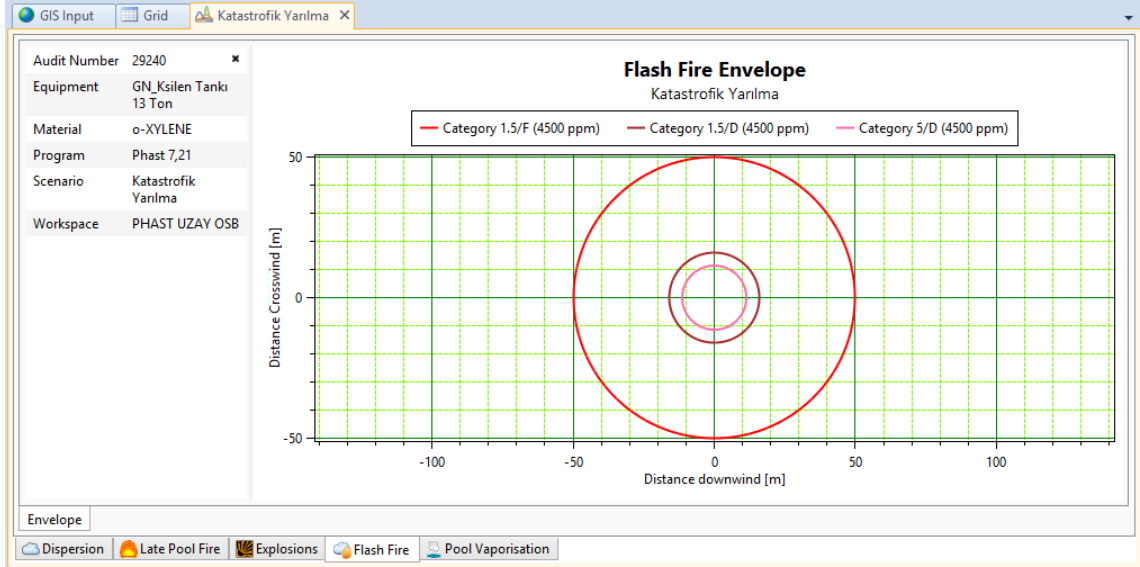 GIS Input
Grid
Katastrofik Yarılma
Audit Number 29240
Equipment GN_Ksilen Tankı
13 Ton
Material o-XYLENE
Program Phast 7,21
Scenario Katastrofik
Yarılma
Workspace PHAST UZAY OSB
Flash Fire Envelope
Katastrofik Yarılma
Category 1.5/F (4500 ppm)
Category 1.5/D (4500 ppm)
Category 5/D (4500 ppm)
50
0
-50
Distance Crosswind [m]
-100
-50
0
50
100
Distance downwind [m]
Envelope
Dispersion
Late Pool Fire
Explosions
Flash Fire
Pool Vaporisation